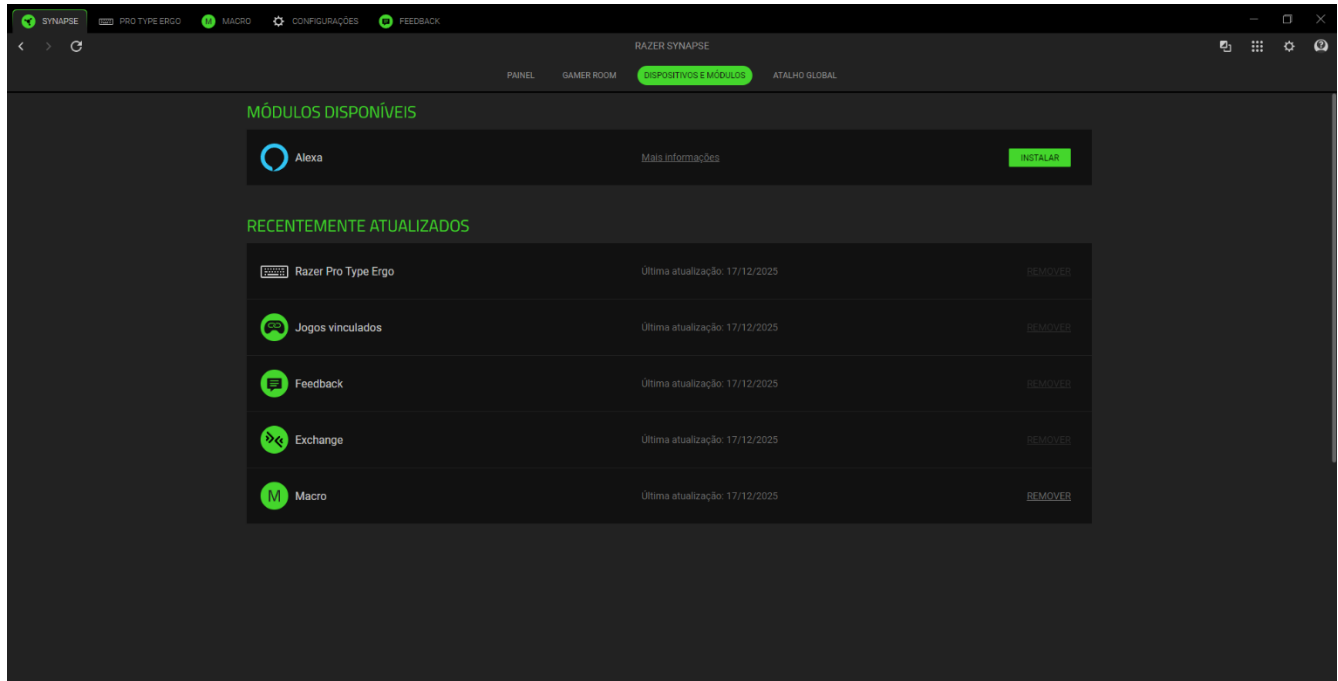 SYNAPSE PRO TYPE ERGO M MACRO CONFIGURAÇÕES FEEDBACK
RAZER SYNAPSE
PAINEL GAMER ROOM DISPOSITIVOS E MÓDULOS ATALHO GLOBAL
MÓDULOS DISPONÍVEIS
Alexa Mais informações INSTALAR
RECENTEMENTE ATUALIZADOS
Razer Pro Type Ergo Última atualização: 17/12/2025 REMOVER
Jogos vinculados Última atualização: 17/12/2025 REMOVER
Feedback Última atualização: 17/12/2025 REMOVER
Exchange Última atualização: 17/12/2025 REMOVER
M Macro Última atualização: 17/12/2025 REMOVER